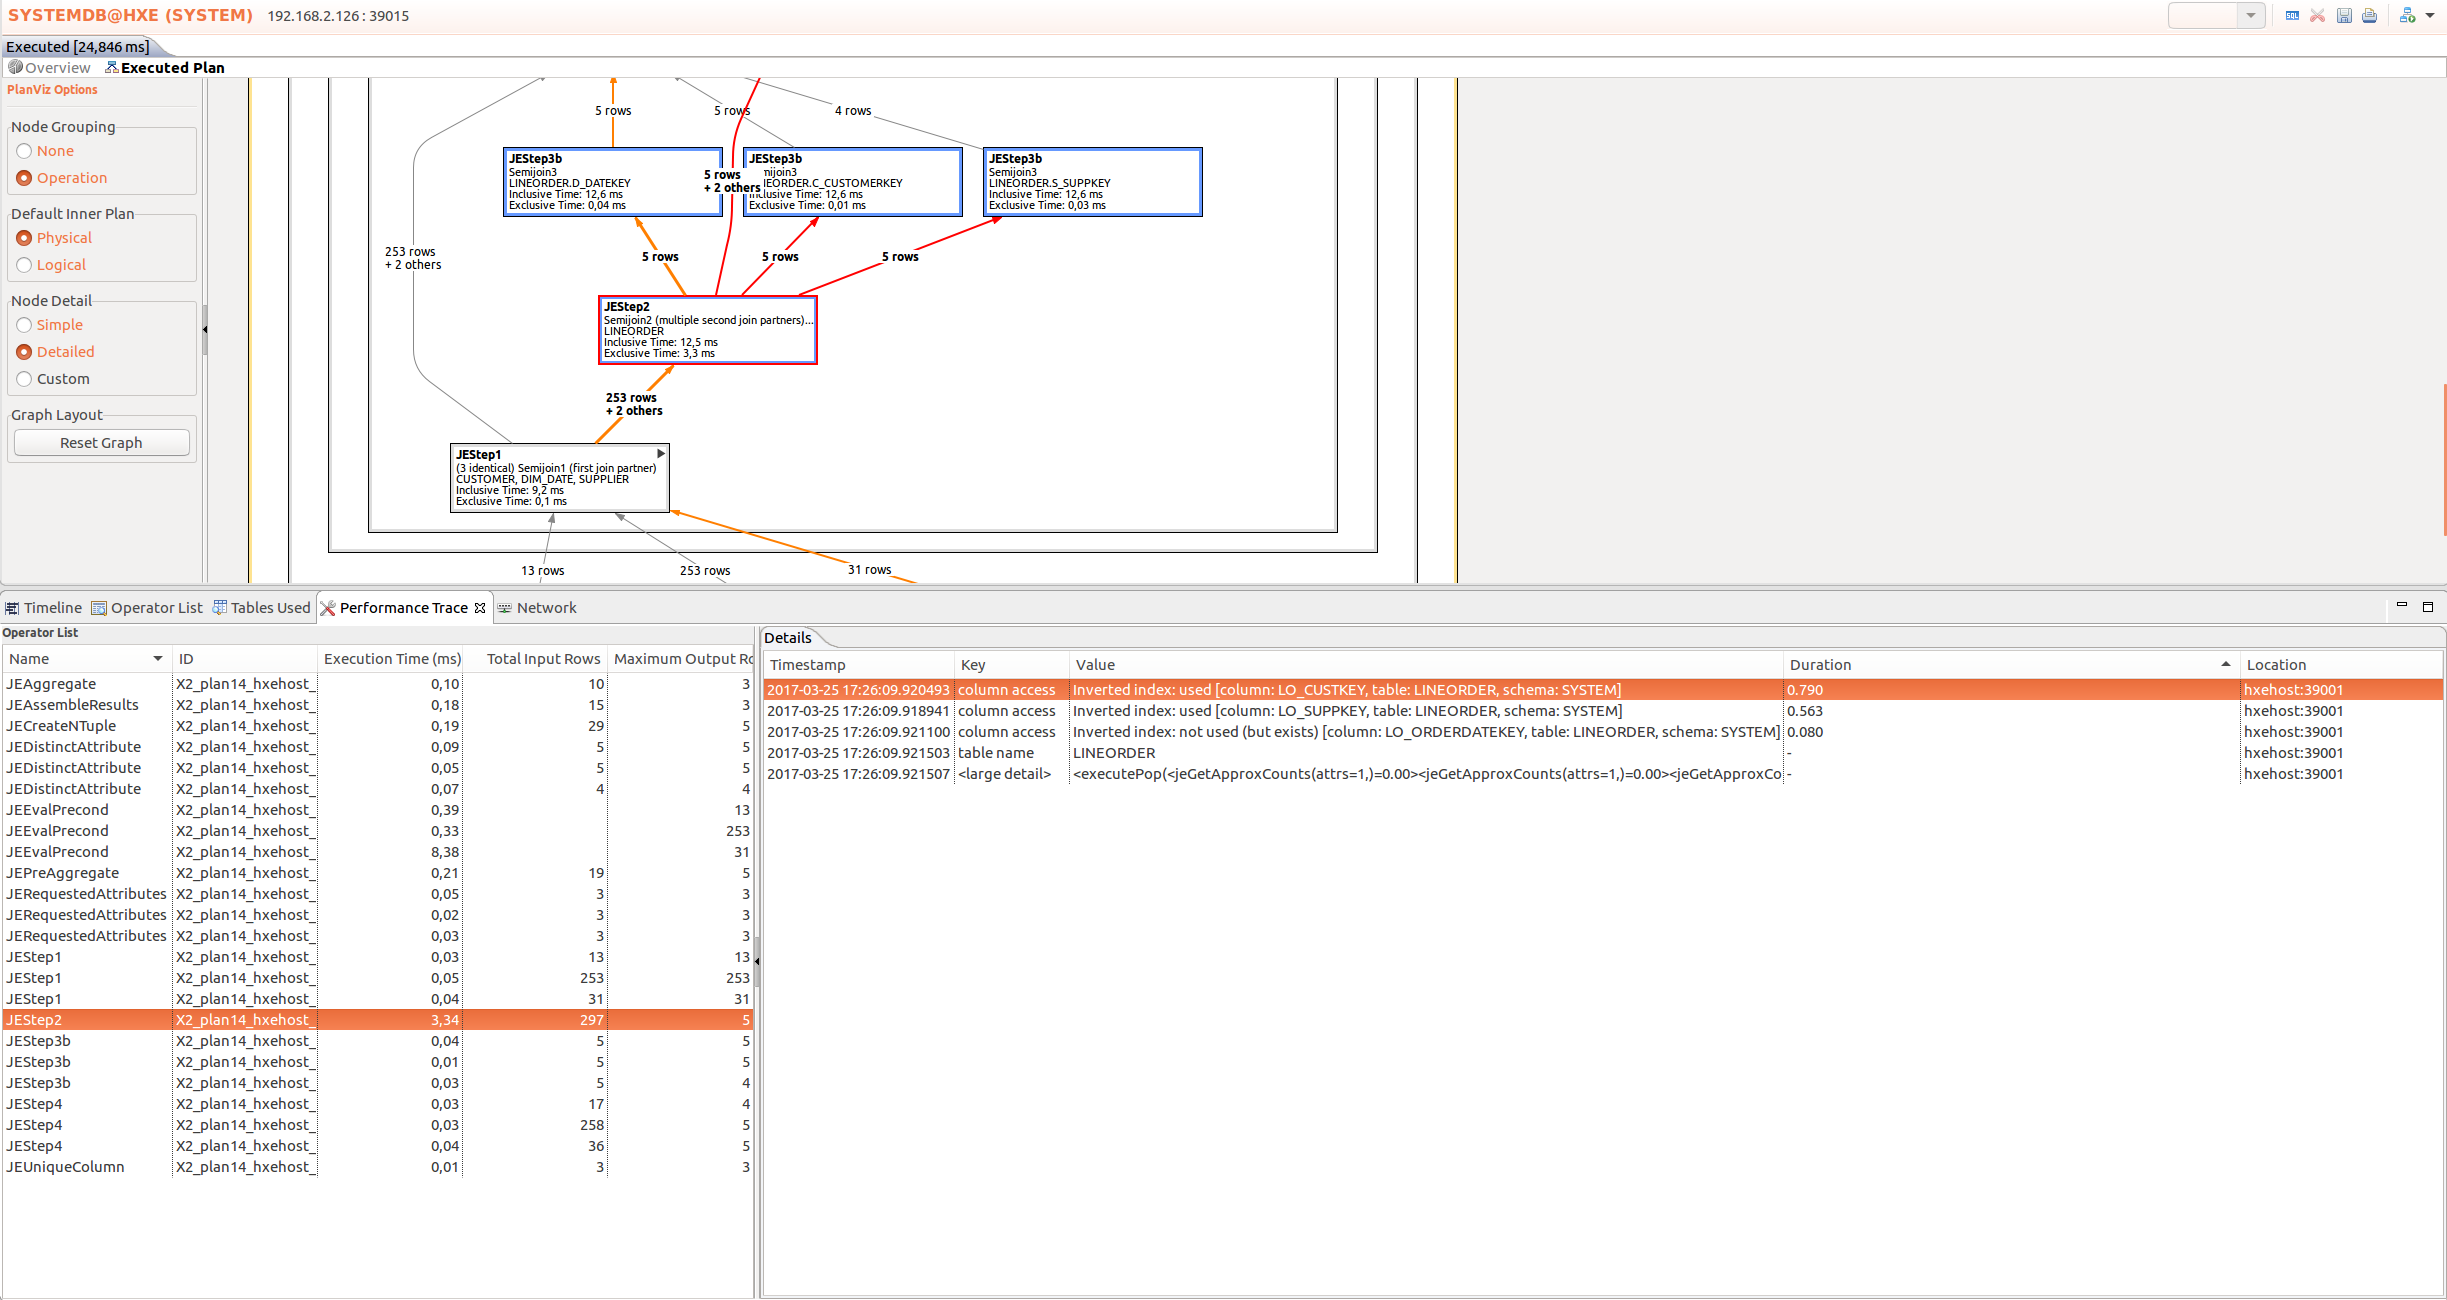 SYSTEMDB@HXE (SYSTEM) 192.168.2.126 : 39015
Executed [24,846 ms]
Overview Executed Plan
PlanViz Options
Node Grouping
None
Operation
Default Inner Plan
Physical
Logical
Node Detail
Simple
Detailed
Custom
Graph Layout
Reset Graph
5 rows
5 rows
4 rows
JEStep3b
Semijoin3
LINEORDER.D_DATEKEY
Inclusive Time: 12,6 ms
Exclusive Time: 0,04 ms
5 rows
+ 2 others
JEStep3b
mijoin3
IEORDER.C_CUSTOMERKEY
Inclusive Time: 12,6 ms
Exclusive Time: 0,01 ms
JEStep3b
Semijoin3
LINEORDER.S_SUPPKEY
Inclusive Time: 12,6 ms
Exclusive Time: 0,03 ms
253 rows
+ 2 others
5 rows
5 rows
5 rows
JEStep2
Semijoin2 (multiple second join partners)...
LINEORDER
Inclusive Time: 12,5 ms
Exclusive Time: 3,3 ms
253 rows
+ 2 others
JEStep1
(3 identical) Semijoin1 (first join partner)
CUSTOMER, DIM_DATE, SUPPLIER
Inclusive Time: 9,2 ms
Exclusive Time: 0,1 ms
13 rows
253 rows
31 rows
Timeline Operator List Tables Used Performance Trace Network
Operator List
Name ID Execution Time (ms) Total Input Rows Maximum Output Ro
JEAggregate X2_plan14_hxehost_ 0,10 10 3
JEAssembleResults X2_plan14_hxehost_ 0,18 15 3
JECreateNTuple X2_plan14_hxehost_ 0,19 29 5
JEDistinctAttribute X2_plan14_hxehost_ 0,09 5 5
JEDistinctAttribute X2_plan14_hxehost_ 0,05 5 5
JEDistinctAttribute X2_plan14_hxehost_ 0,07 4 4
JEEvalPrecond X2_plan14_hxehost_ 0,39 13
JEEvalPrecond X2_plan14_hxehost_ 0,33 253
JEEvalPrecond X2_plan14_hxehost_ 8,38 31
JEPreAggregate X2_plan14_hxehost_ 0,21 19 5
JERequestedAttributes X2_plan14_hxehost_ 0,05 3 3
JERequestedAttributes X2_plan14_hxehost_ 0,02 3 3
JERequestedAttributes X2_plan14_hxehost_ 0,03 3 3
JEStep1 X2_plan14_hxehost_ 0,03 13 13
JEStep1 X2_plan14_hxehost_ 0,05 253 253
JEStep1 X2_plan14_hxehost_ 0,04 31 31
JEStep2 X2_plan14_hxehost_ 3,34 297 5
JEStep3b X2_plan14_hxehost_ 0,04 5 5
JEStep3b X2_plan14_hxehost_ 0,01 5 5
JEStep3b X2_plan14_hxehost_ 0,03 5 4
JEStep4 X2_plan14_hxehost_ 0,03 17 4
JEStep4 X2_plan14_hxehost_ 0,03 258 5
JEStep4 X2_plan14_hxehost_ 0,04 36 5
JEUniqueColumn X2_plan14_hxehost_ 0,01 3 3
Details
Timestamp Key Value Duration Location
2017-03-25 17:26:09.920493 column access Inverted index: used [column: LO_CUSTKEY, table: LINEORDER, schema: SYSTEM] 0.790 hxehost:39001
2017-03-25 17:26:09.918941 column access Inverted index: used [column: LO_SUPPKEY, table: LINEORDER, schema: SYSTEM] 0.563 hxehost:39001
2017-03-25 17:26:09.921100 column access Inverted index: not used (but exists) [column: LO_ORDERDATEKEY, table: LINEORDER, schema: SYSTEM] 0.080 hxehost:39001
2017-03-25 17:26:09.921503 table name LINEORDER - hxehost:39001
2017-03-25 17:26:09.921507 <large detail> <executePop(<jeGetApproxCounts(attrs=1,)=0.00><jeGetApproxCounts(attrs=1,)=0.00><jeGetApproxCo - hxehost:39001